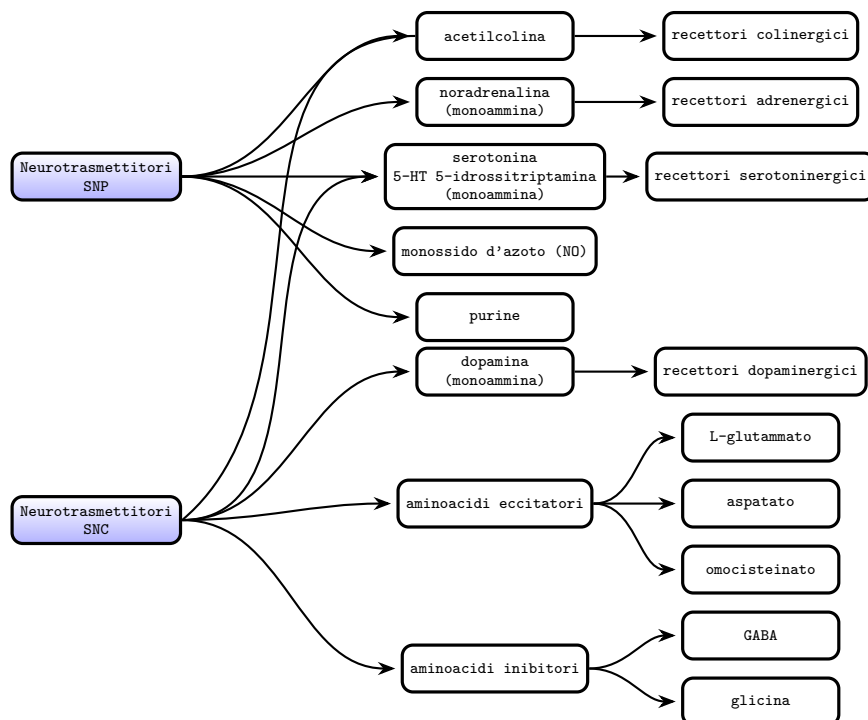 acetilcolina
recettori colinergici
noradrenalina
(monoammina)
recettori adrenergici
Neurotrasmettitori
SNP
serotonina
5-HT 5-idrossitriptamina
(monoammina)
recettori serotoninergici
monossido d'azoto (NO)
purine
dopamina
(monoammina)
recettori dopaminergici
L-glutammato
Neurotrasmettitori
SNC
aminoacidi eccitatori
aspatato
omocisteinato
GABA
aminoacidi inibitori
glicina